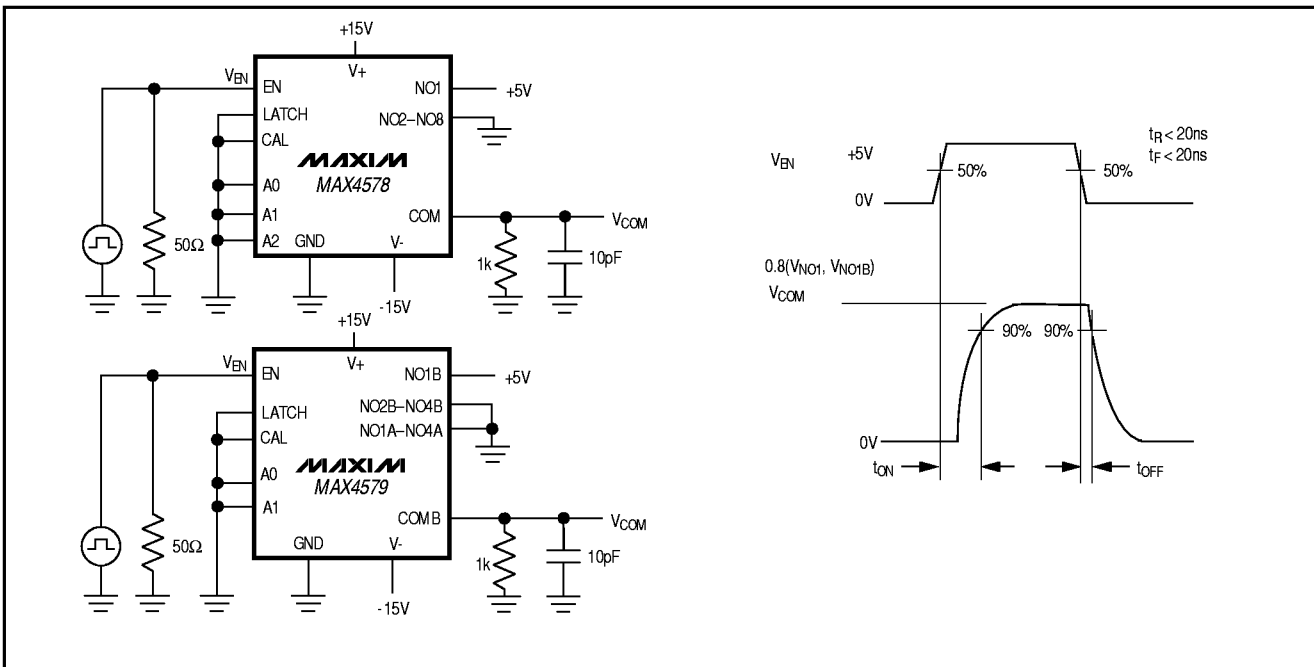 +15V
V+
VEN
EN
NO1
+5V
LATCH
NO2–NO8
CAL
MAXIM
MAX4578
A0
A1
COM
VCOM
A2
GND
V-
50Ω
1k
10pF
-15V
+15V
V+
VEN
EN
NO1B
+5V
LATCH
NO2B–NO4B
CAL
NO1A–NO4A
MAXIM
MAX4579
A0
A1
COM B
VCOM
GND
V-
50Ω
1k
10pF
-15V
tR < 20ns
tF < 20ns
VEN
+5V
50%
50%
0V
0.8(VNO1, VNO1B)
VCOM
90%
90%
0V
tON
tOFF